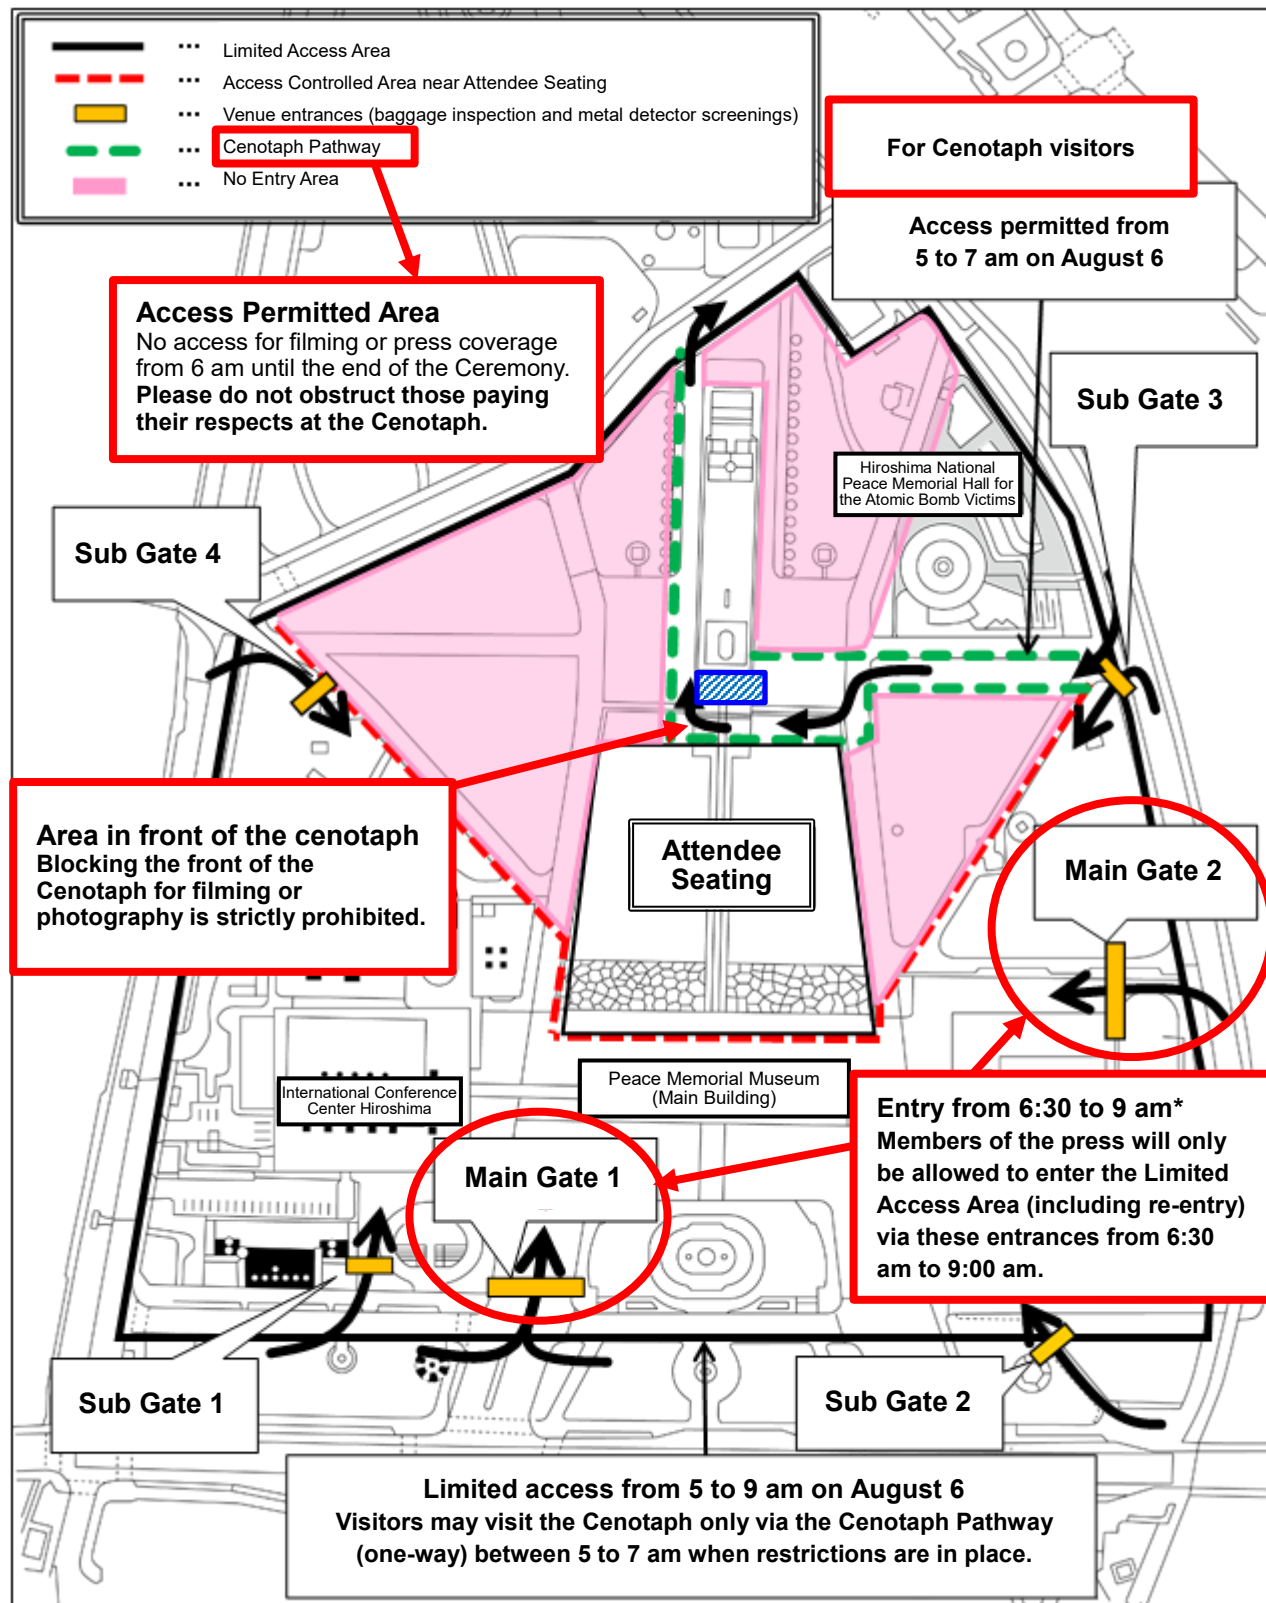 Limited Access Area
Access Controlled Area near Attendee Seating
Venue entrances (baggage inspection and metal detector screenings)
Cenotaph Pathway
No Entry Area
For Cenotaph visitors
Access permitted from
5 to 7 am on August 6
Access Permitted Area
No access for filming or press coverage
from 6 am until the end of the Ceremony.
Please do not obstruct those paying
their respects at the Cenotaph.
Sub Gate 3
Hiroshima National
Peace Memorial Hall for
the Atomic Bomb Victims
Sub Gate 4
Area in front of the cenotaph
Blocking the front of the
Cenotaph for filming or
photography is strictly prohibited.
Attendee
Seating
Main Gate 2
International Conference
Center Hiroshima
Peace Memorial Museum
(Main Building)
Entry from 6:30 to 9 am*
Members of the press will only
be allowed to enter the Limited
Access Area (including re-entry)
via these entrances from 6:30
am to 9:00 am.
Main Gate 1
Sub Gate 1
Sub Gate 2
Limited access from 5 to 9 am on August 6
Visitors may visit the Cenotaph only via the Cenotaph Pathway
(one-way) between 5 to 7 am when restrictions are in place.